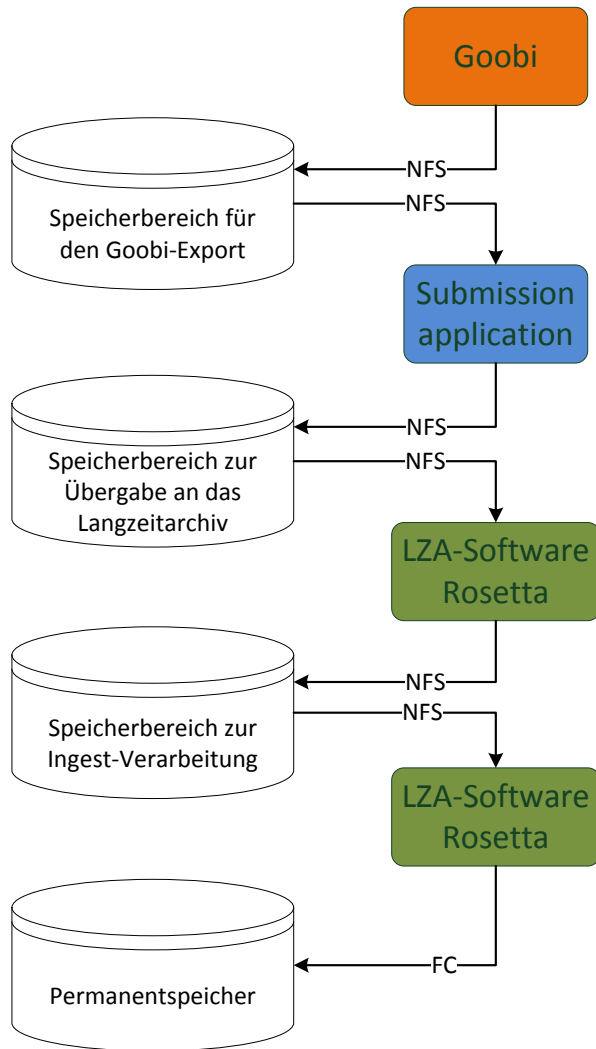 Goobi
NFS
Speicherbereich für
den Goobi-Export
NFS
Submission
application
NFS
Speicherbereich zur
Übergabe an das
Langzeitarchiv
NFS
LZA-Software
Rosetta
NFS
Speicherbereich zur
Ingest-Verarbeitung
NFS
LZA-Software
Rosetta
FC
Permanentspeicher